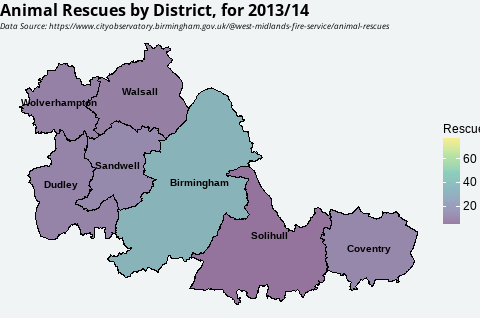 Animal Rescues by District, for 2013/14
Data Source: https://www.cityobservatory.birmingham.gov.uk/@west-midlands-fire-service/animal-rescues
Walsall
Wolverhampton
Rescue
60
Sandwell
40
Dudley
Birmingham
20
Solihull
Coventry